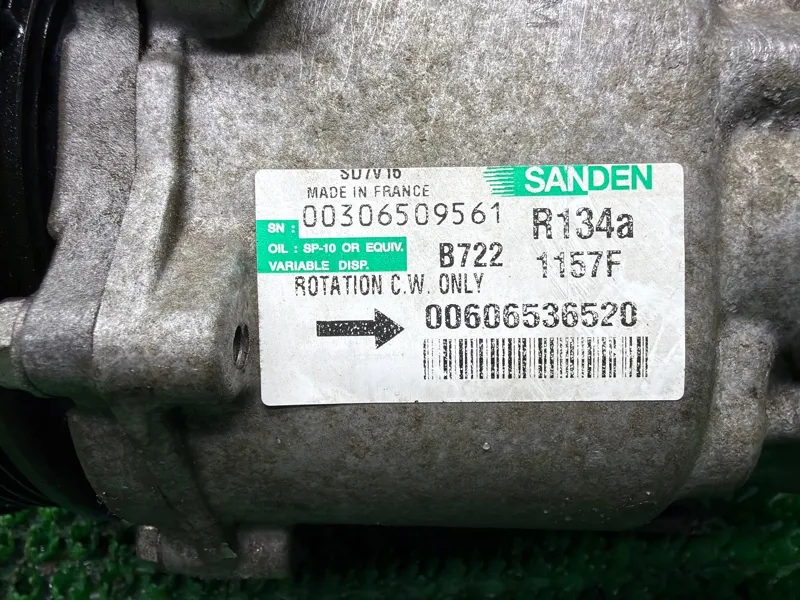 SD7V16
SANDEN
MADE IN FRANCE
SN : 00306509561
R134a
OIL : SP-10 OR EQUIV.
VARIABLE DISP.
B722
1157F
ROTATION C.W. ONLY
00606536520